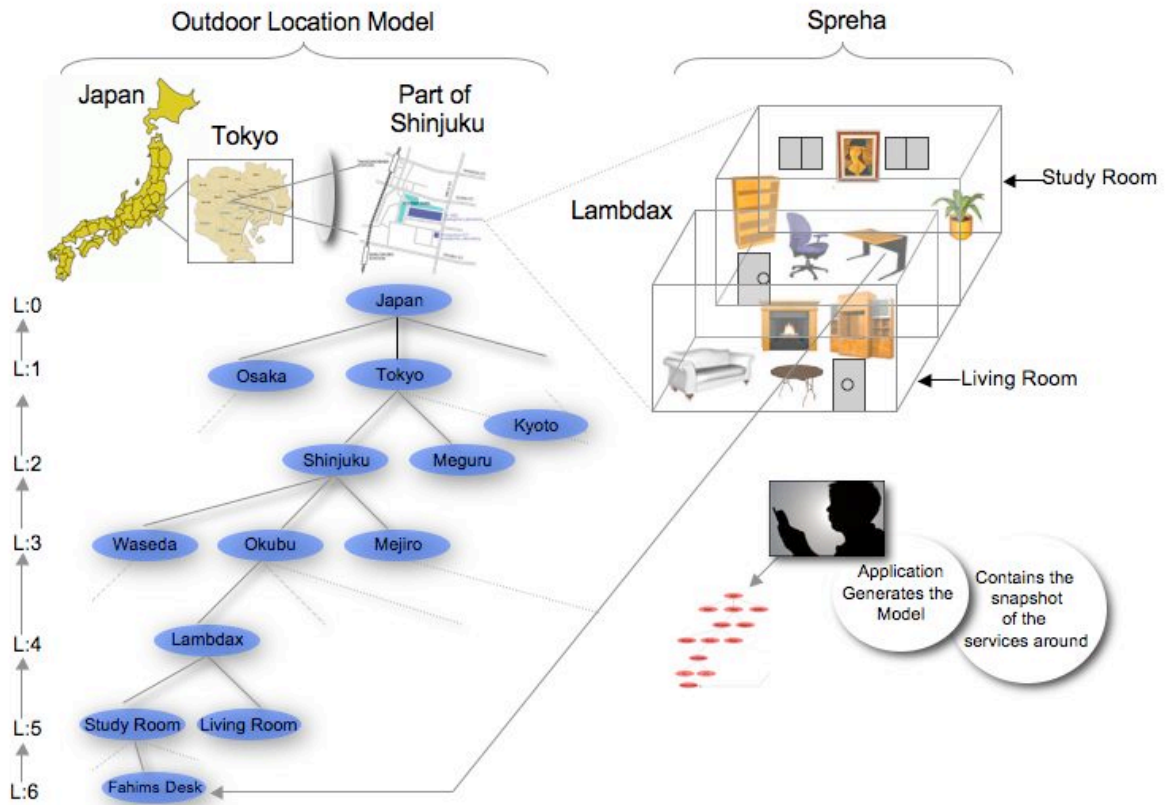 Outdoor Location Model
Spreha
Japan
Tokyo
Part of
Shinjuku
Lambdax
Study Room
Living Room
L:0
Japan
L:1
Osaka
Tokyo
Kyoto
L:2
Shinjuku
Meguru
L:3
Waseda
Okubu
Mejiro
L:4
Lambdax
L:5
Study Room
Living Room
L:6
Fahims Desk
Application
Generates the
Model
Contains the
snapshot
of the
services around